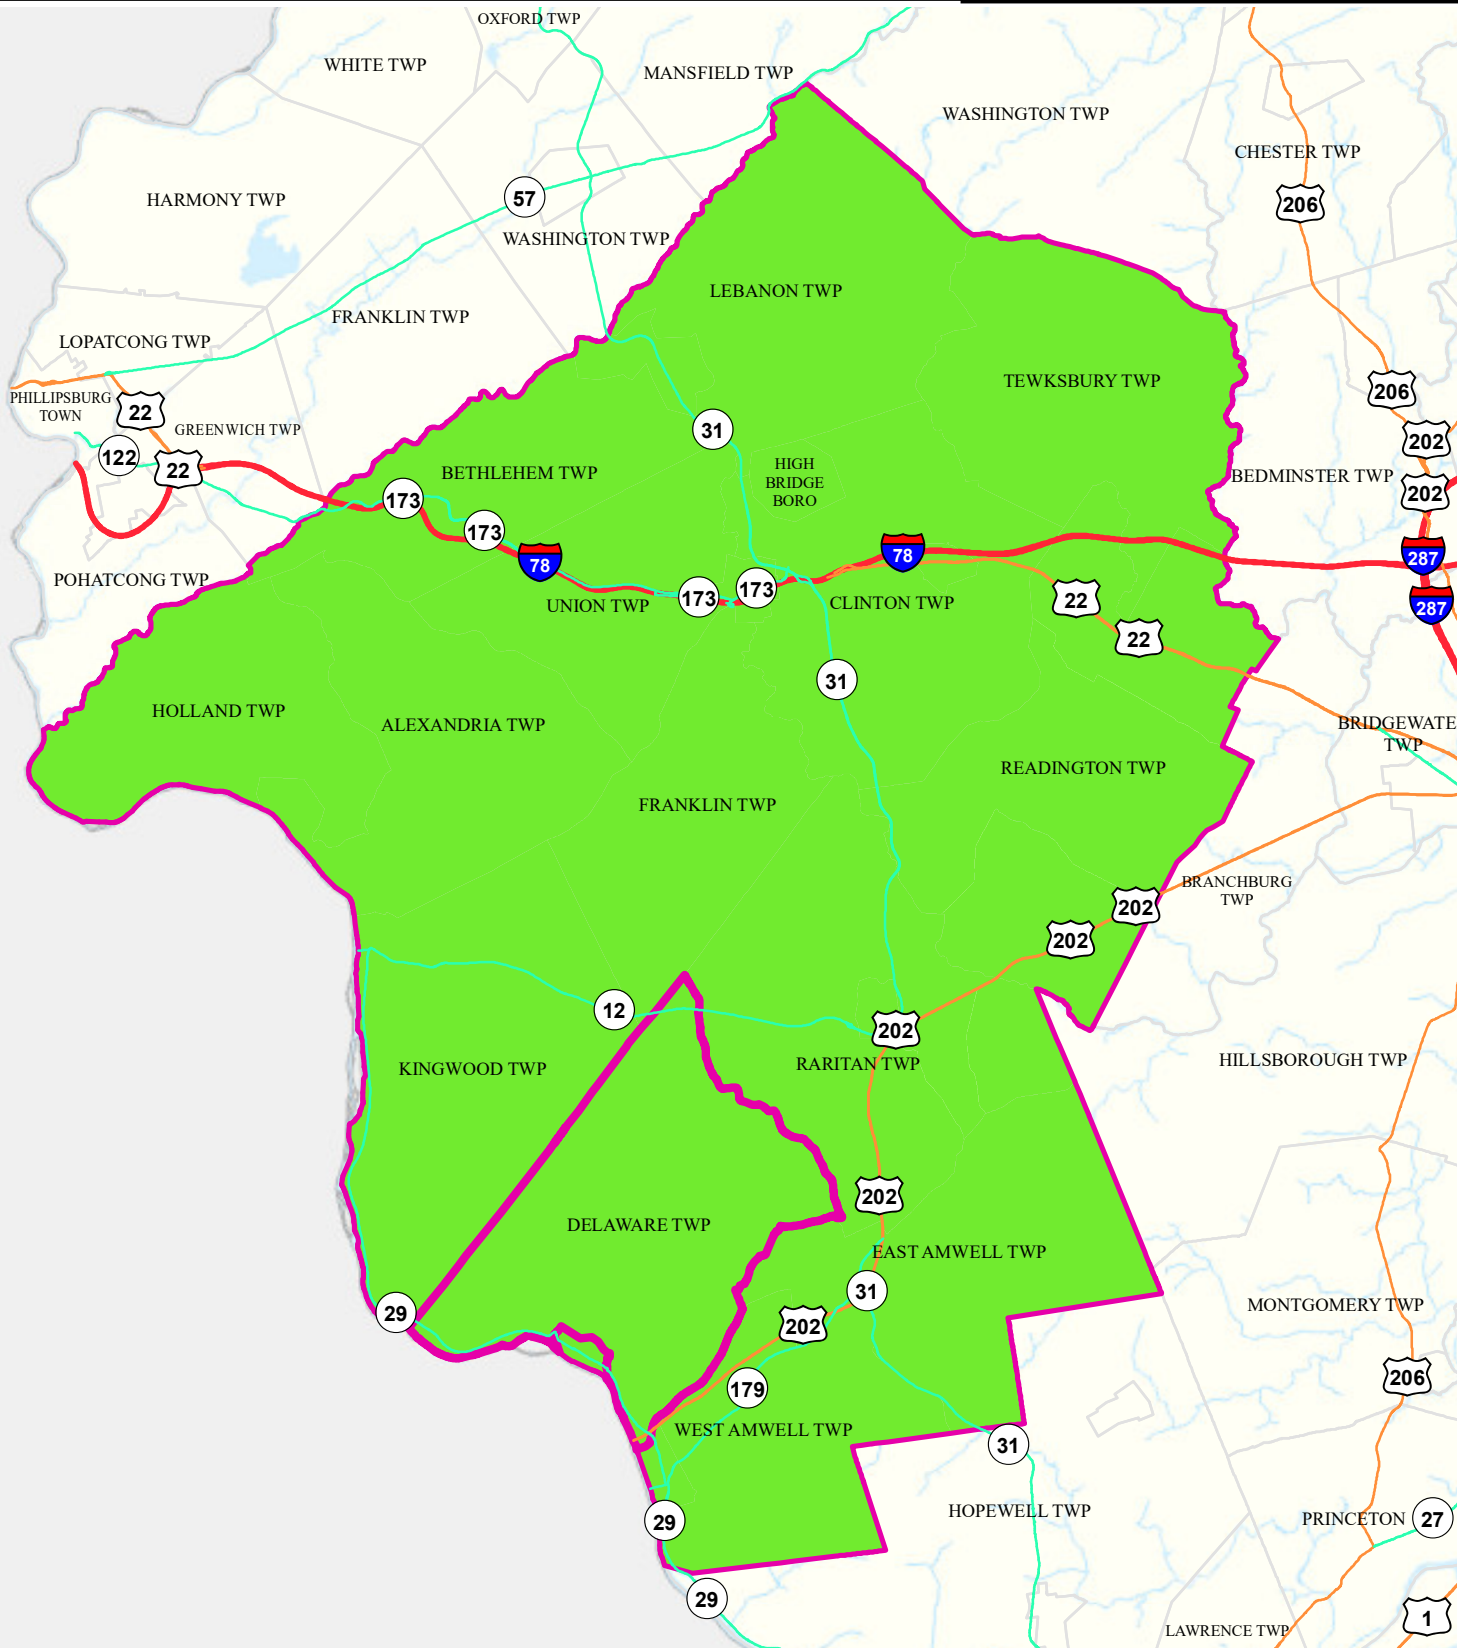 OXFORD TWP
WHITE TWP
MANSFIELD TWP
WASHINGTON TWP
CHESTER TWP
HARMONY TWP
57
206
WASHINGTON TWP
LEBANON TWP
FRANKLIN TWP
LOPATCONG TWP
TEWKSBURY TWP
206
PHILLIPSBURG
TOWN
22
GREENWICH TWP
31
202
122
22
BETHLEHEM TWP
HIGH
BRIDGE
BORO
BEDMINSTER TWP
202
173
173
78
78
287
POHATCONG TWP
UNION TWP
173
173
CLINTON TWP
22
287
22
31
HOLLAND TWP
ALEXANDRIA TWP
BRIDGEWATE
TWP
READINGTON TWP
FRANKLIN TWP
BRANCHBURG
TWP
202
202
12
202
KINGWOOD TWP
RARITAN TWP
HILLSBOROUGH TWP
202
DELAWARE TWP
EAST AMWELL TWP
31
29
202
MONTGOMERY TWP
179
206
WEST AMWELL TWP
31
HOPEWELL TWP
29
PRINCETON
27
29
LAWRENCE TWP
1